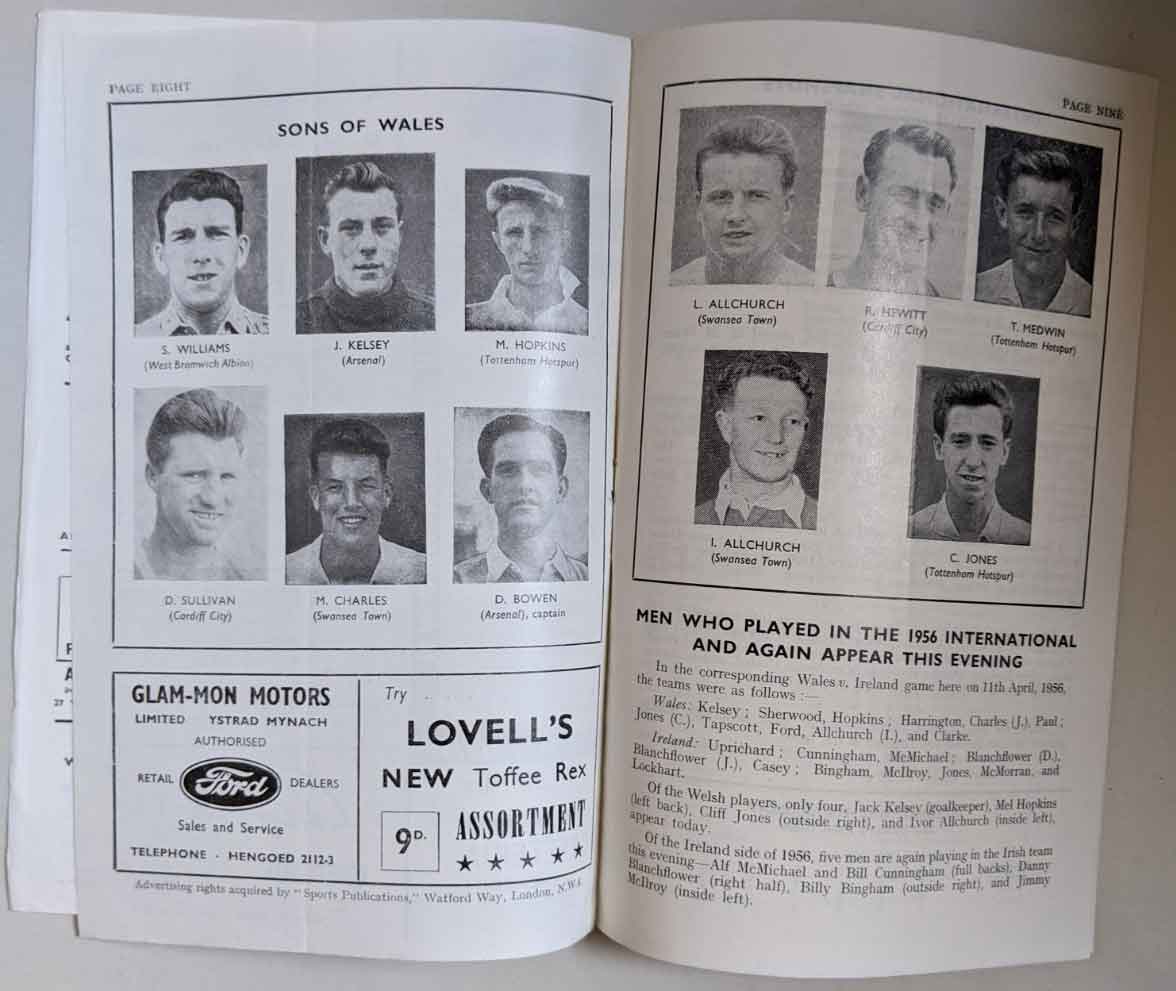 PAGE EIGHT
SONS OF WALES
S. WILLIAMS
(West Bromwich Albion)
J. KELSEY
(Arsenal)
M. HOPKINS
(Tottenham Hotspur)
D. SULLIVAN
(Cardiff City)
M. CHARLES
(Swansea Town)
D. BOWEN
(Arsenal), captain
GLAM-MON MOTORS
LIMITED YSTRAD MYNACH
AUTHORISED
RETAIL Ford DEALERS
Sales and Service
TELEPHONE · HENGOED 2112-3
Try . .
LOVELL'S
NEW Toffee Rex
9D. ASSORTMENT
Advertising rights acquired by "Sports Publications," Watford Way, London, N.W.4.
PAGE NINE
L. ALLCHURCH
(Swansea Town)
R. HEWITT
(Cardiff City)
T. MEDWIN
(Tottenham Hotspur)
I. ALLCHURCH
(Swansea Town)
C. JONES
(Tottenham Hotspur)
MEN WHO PLAYED IN THE 1956 INTERNATIONAL
AND AGAIN APPEAR THIS EVENING
In the corresponding Wales v. Ireland game here on 11th April, 1956,
the teams were as follows :—
Wales: Kelsey ; Sherwood, Hopkins ; Harrington, Charles (J.), Paul ;
Jones (C.), Tapscott, Ford, Allchurch (I.), and Clarke.
Ireland: Uprichard ; Cunningham, McMichael ; Blanchflower (D.),
Blanchflower (J.), Casey ; Bingham, McIlroy, Jones, McMorran, and
Lockhart.
Of the Welsh players, only four, Jack Kelsey (goalkeeper), Mel Hopkins
(left back), Cliff Jones (outside right), and Ivor Allchurch (inside left),
appear today.
Of the Ireland side of 1956, five men are again playing in the Irish team
this evening—Alf McMichael and Bill Cunningham (full backs), Danny
Blanchflower (right half), Billy Bingham (outside right), and Jimmy
McIlroy (inside left).